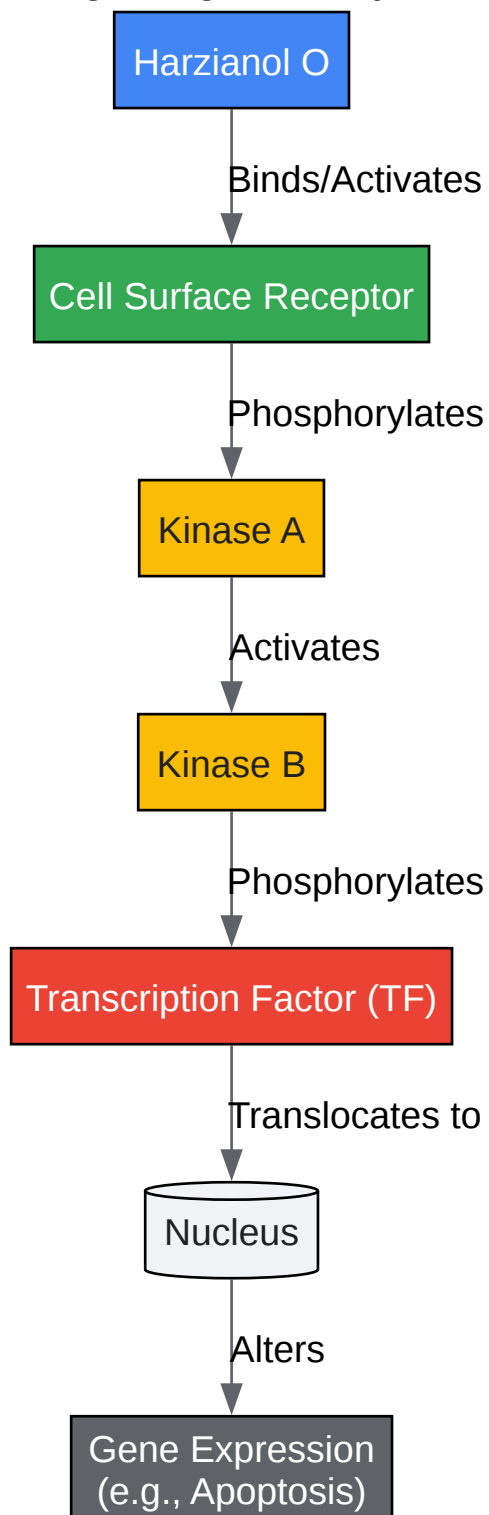 Harzianol O
Binds/Activates
Cell Surface Receptor
Phosphorylates
Kinase A
Activates
Kinase B
Phosphorylates
Transcription Factor (TF)
Translocates to
Nucleus
Alters
Gene Expression
(e.g., Apoptosis)